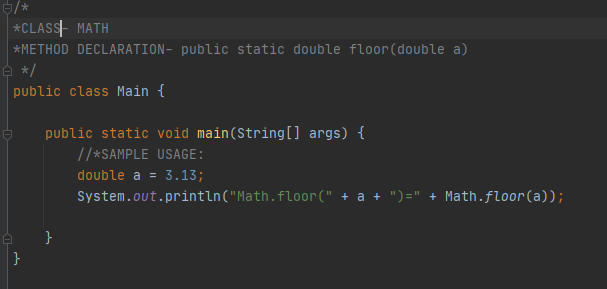 /*
*CLASS- MATH
*METHOD DECLARATION- public static double floor(double a)
*/
public class Main {
public static void main(String[] args) {
//*SAMPLE USAGE:
double a = 3.13;
System.out.println("Math.floor(" + a + ")=" + Math.floor(a));
}
}